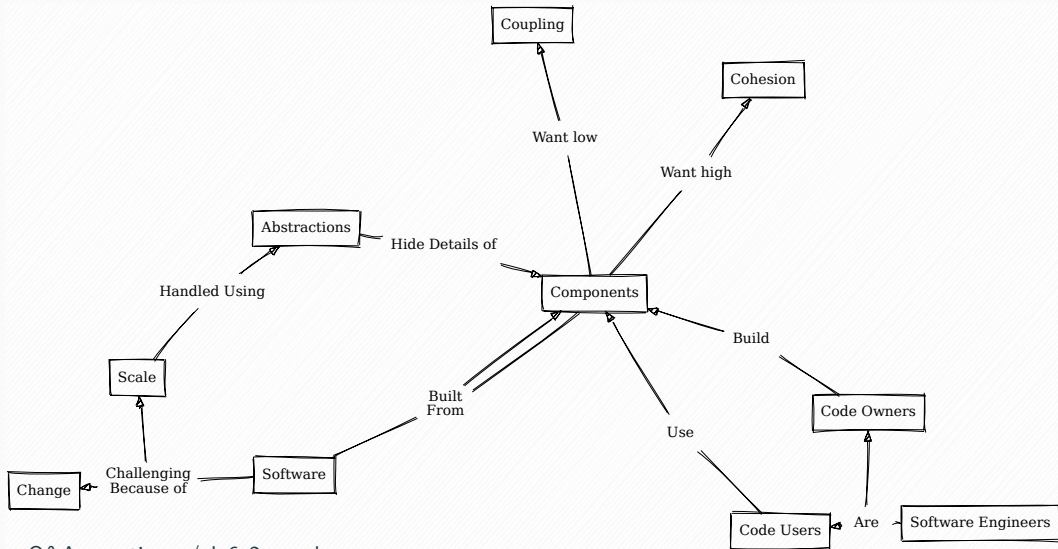 Coupling
Cohesion
Want low
Want high
Abstractions
Hide Details of
Handled Using
Components
Build
Scale
Built
From
Code Owners
Use
Challenging
Because of
Software
Change
Are
Software Engineers
Code Users